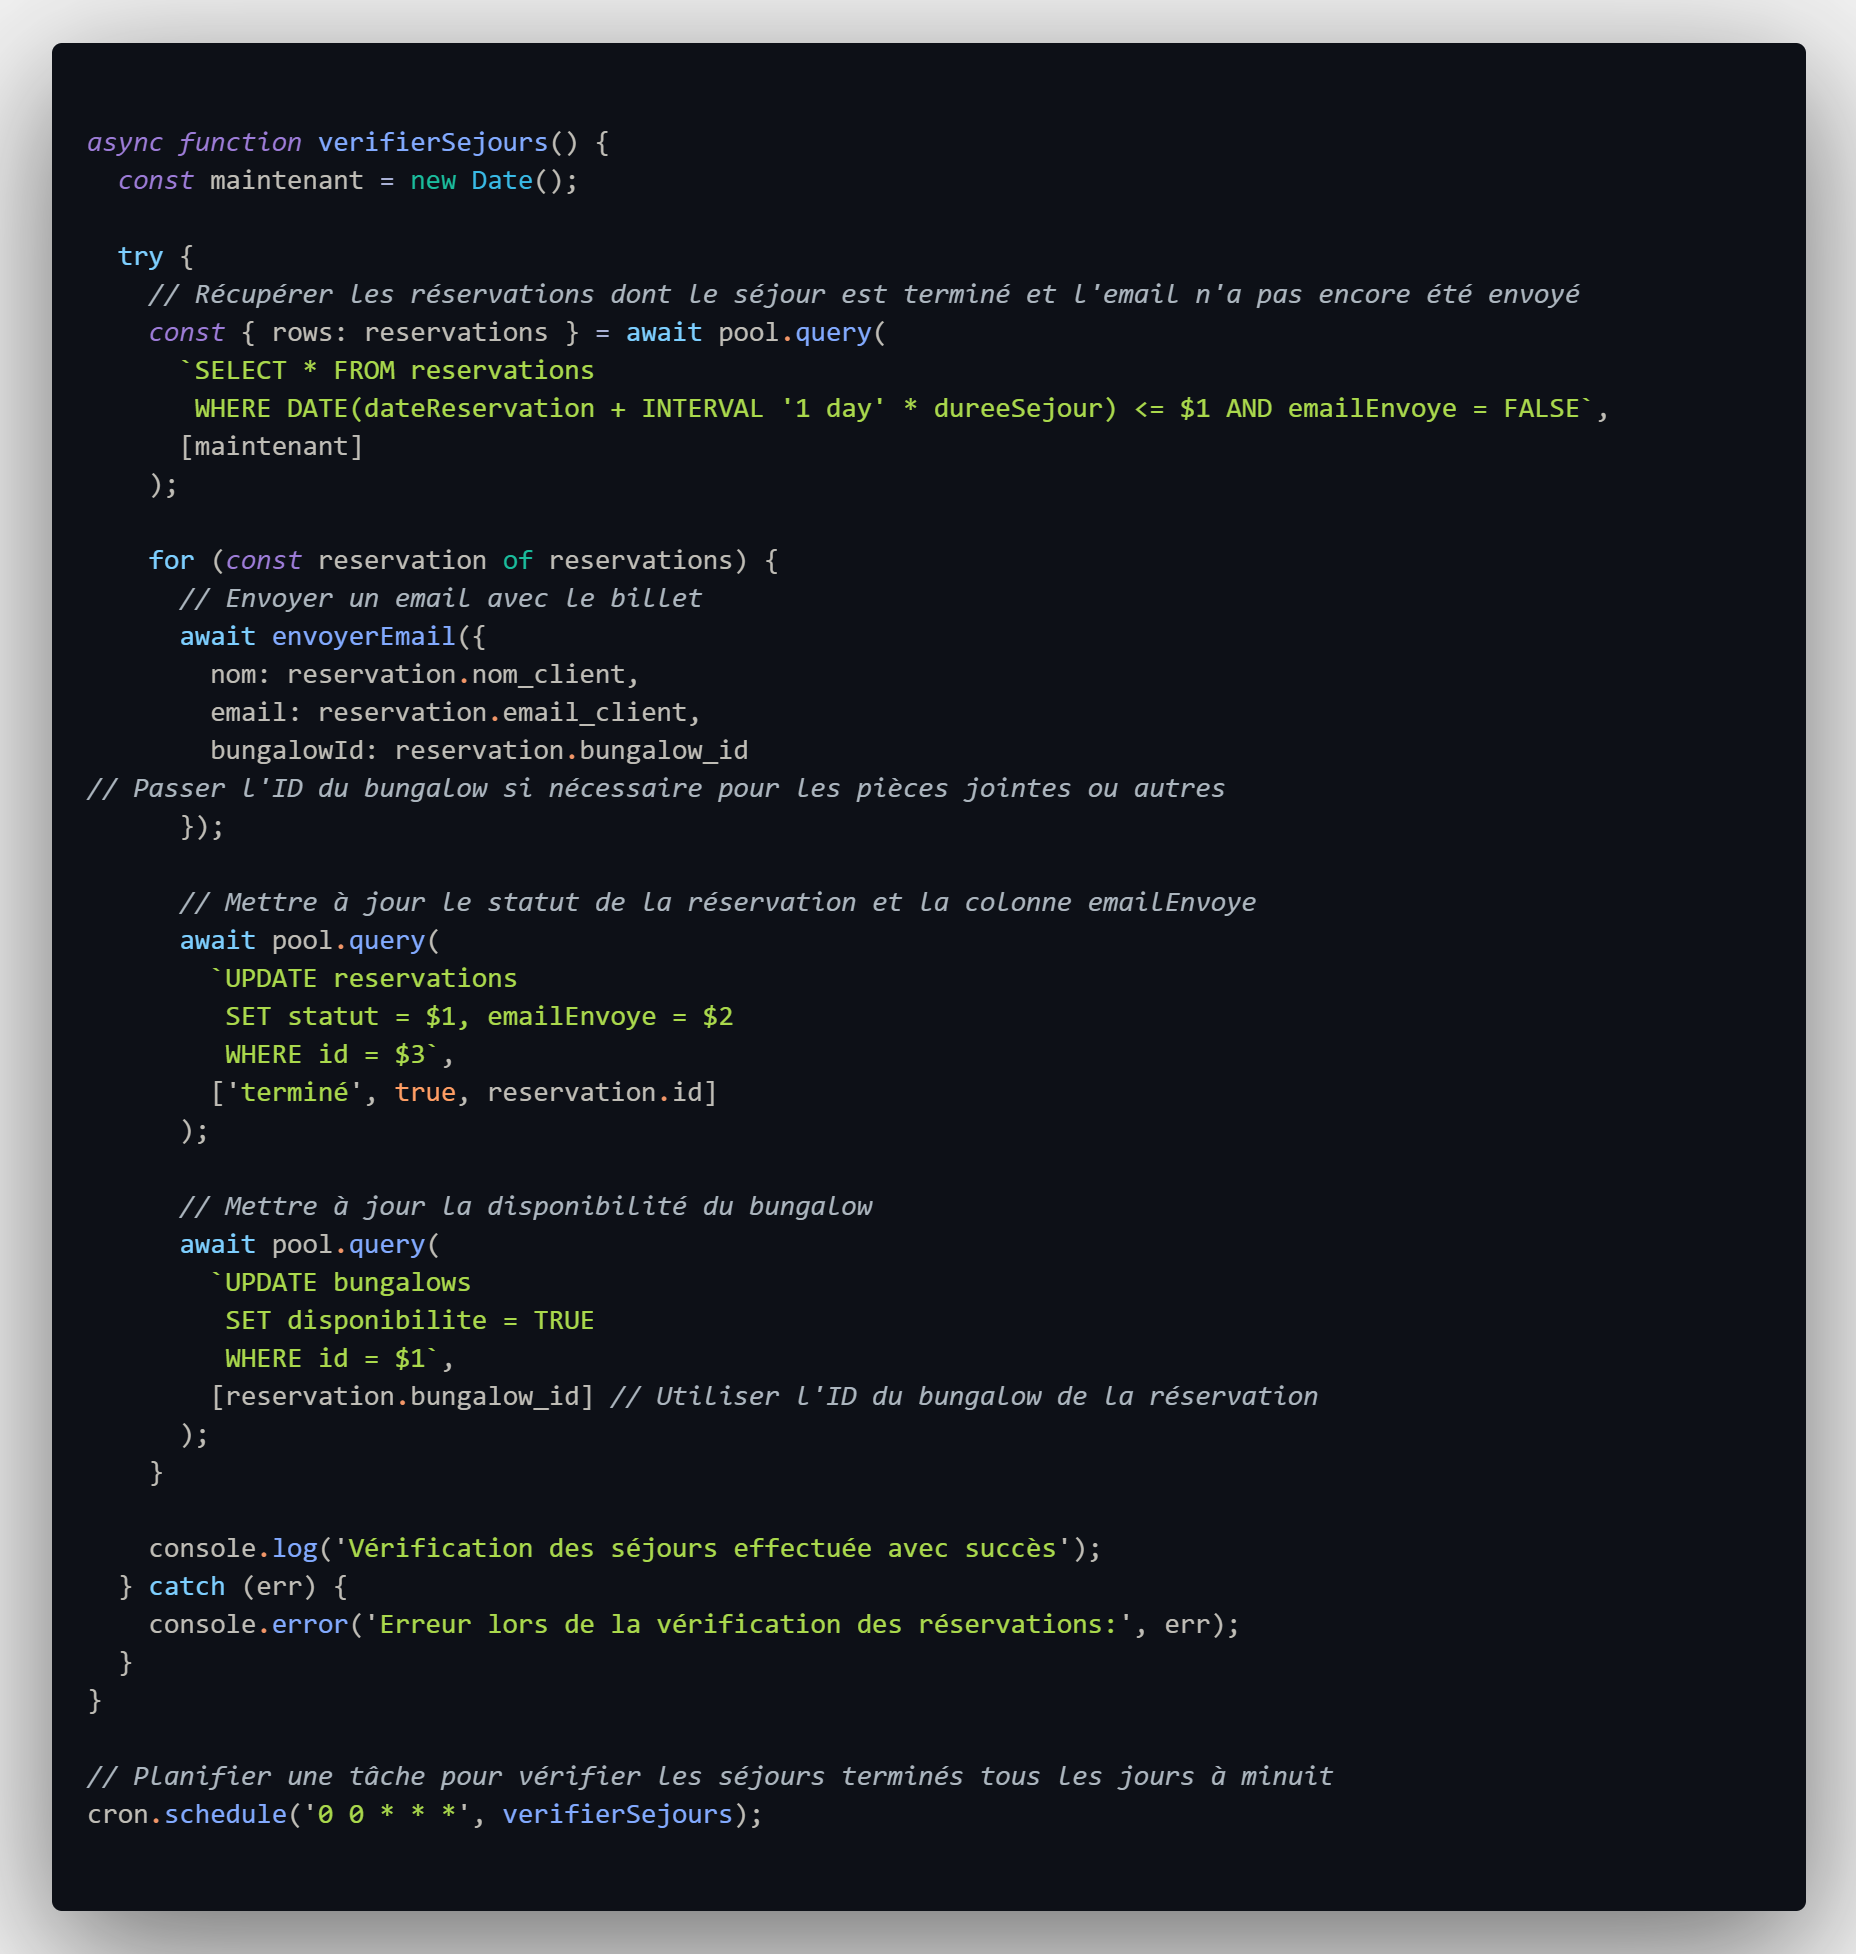 async function verifierSejours() {
  const maintenant = new Date();

  try {
    // Récupérer les réservations dont le séjour est terminé et l'email n'a pas encore été envoyé
    const { rows: reservations } = await pool.query(
      `SELECT * FROM reservations
       WHERE DATE(dateReservation + INTERVAL '1 day' * dureeSejour) <= $1 AND emailEnvoye = FALSE`,
      [maintenant]
    );

    for (const reservation of reservations) {
      // Envoyer un email avec le billet
      await envoyerEmail({
        nom: reservation.nom_client,
        email: reservation.email_client,
        bungalowId: reservation.bungalow_id
// Passer l'ID du bungalow si nécessaire pour les pièces jointes ou autres
      });

      // Mettre à jour le statut de la réservation et la colonne emailEnvoye
      await pool.query(
        `UPDATE reservations
         SET statut = $1, emailEnvoye = $2
         WHERE id = $3`,
        ['terminé', true, reservation.id]
      );

      // Mettre à jour la disponibilité du bungalow
      await pool.query(
        `UPDATE bungalows
         SET disponibilite = TRUE
         WHERE id = $1`,
        [reservation.bungalow_id] // Utiliser l'ID du bungalow de la réservation
      );
    }

    console.log('Vérification des séjours effectuée avec succès');
  } catch (err) {
    console.error('Erreur lors de la vérification des réservations:', err);
  }
}

// Planifier une tâche pour vérifier les séjours terminés tous les jours à minuit
cron.schedule('0 0 * * *', verifierSejours);